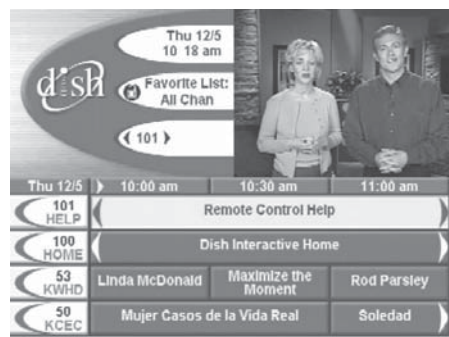 Thu 12/5
10 18 am
dish
Favorite List:
All Chan
101
Thu 12/5 10:00 am 10:30 am 11:00 am
101 HELP Remote Control Help
100 HOME Dish Interactive Home
53 KWHD Linda McDonald Maximize the Moment Rod Parsley
50 KCEC Mujer Casos de la Vida Real Soledad